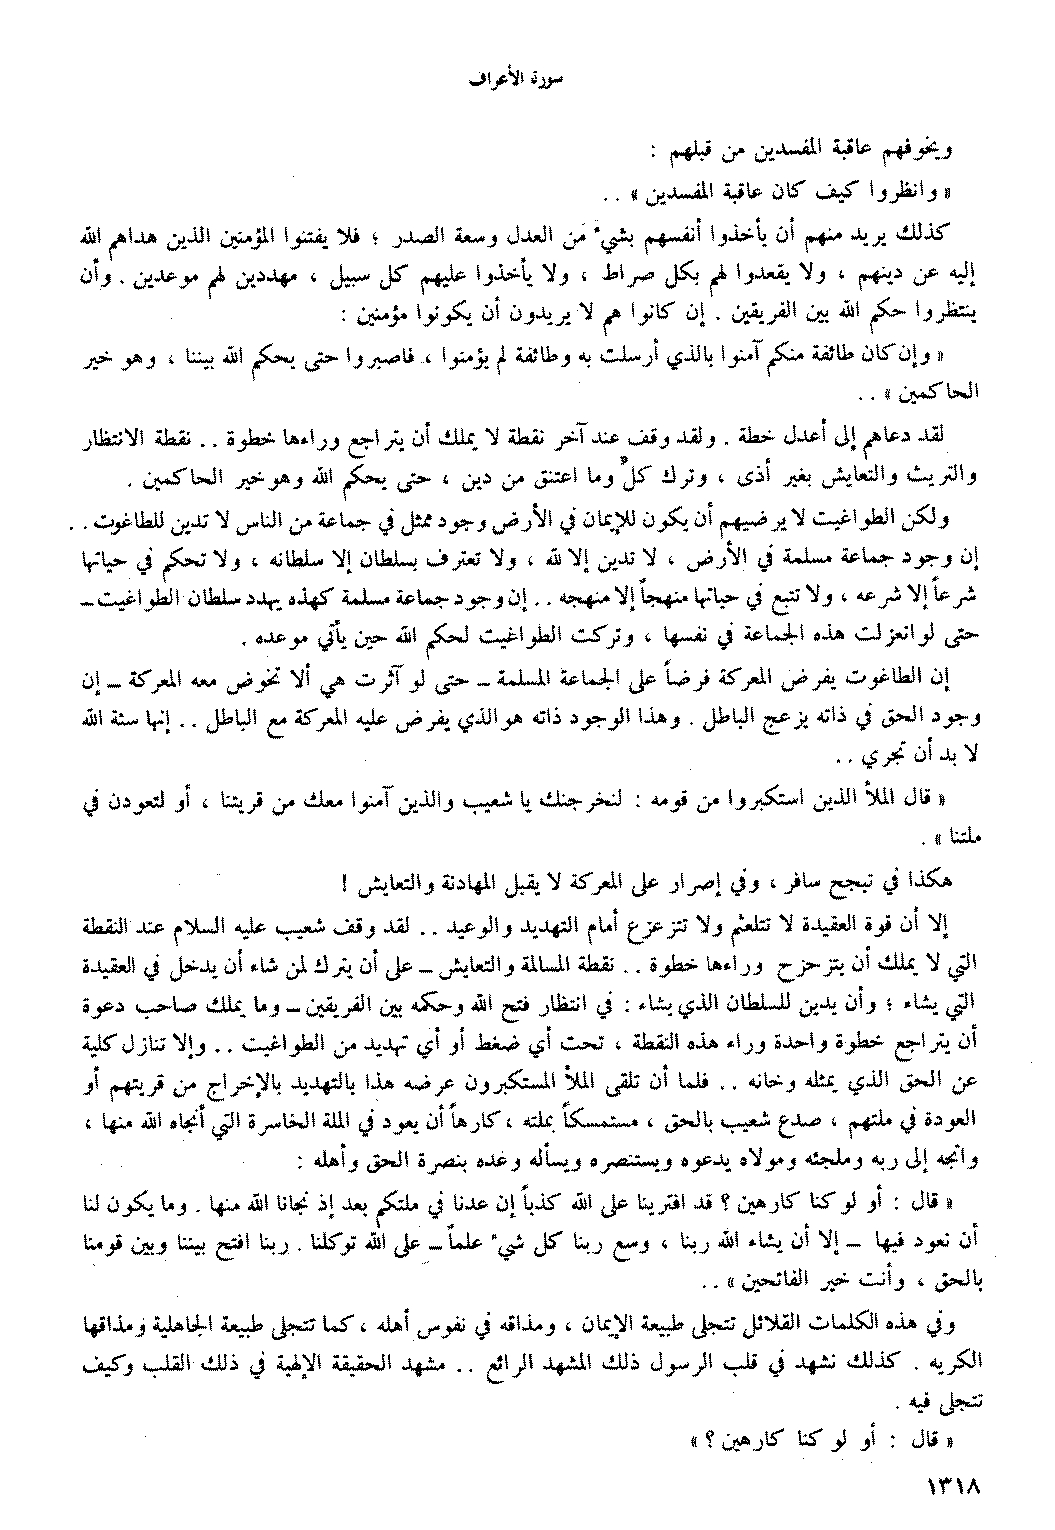 سورة الأعراف
ويخوفهم عاقبة المفسدين من قبلهم :
« وانظروا كيف كان عاقبة المفسدين » . .
كذلك يريد منهم أن يأخذوا أنفسهم بشيء من العدل وسعة الصدر ؛ فلا يفتنوا المؤمنين الذين هداهم الله
إليه عن دينهم ، ولا يقعدوا لهم بكل صراط ، ولا يأخذوا عليهم كل سبيل ، مهددين لهم موعدين . وأن
ينتظروا حكم الله بين الفريقين . إن كانوا هم لا يريدون أن يكونوا مؤمنين :
« وإن كان طائفة منكم آمنوا بالذي أرسلت به وطائفة لم يؤمنوا ، فاصبروا حتى يحكم الله بيننا ، وهو خير
الحاكمين » . .
لقد دعاهم إلى أعدل خطة . ولقد وقف عند آخر نقطة لا يملك أن يتراجع وراءها خطوة . . نقطة الانتظار
والتريث والتعايش بغير أذى ، وترك كلٌّ وما اعتنق من دين ، حتى يحكم الله وهو خير الحاكمين .
ولكن الطواغيت لا يرضيهم أن يكون للإيمان في الأرض وجود ممثل في جماعة من الناس لا تدين للطاغوت . .
إن وجود جماعة مسلمة في الأرض ، لا تدين إلا لله ، ولا تعترف بسلطان إلا سلطانه ، ولا تحكم في حياتها
شرعاً إلا شرعه ، ولا تتبع في حياتها منهجاً إلا منهجه . . إن وجود جماعة مسلمة كهذه يهدد سلطان الطواغيت –
حتى لو انعزلت هذه الجماعة في نفسها ، وتركت الطواغيت لحكم الله حين يأتي موعده .
إن الطاغوت يفرض المعركة فرضاً على الجماعة المسلمة – حتى لو آثرت هي ألا تخوض معه المعركة – إن
وجود الحق في ذاته يزعج الباطل . وهذا الوجود ذاته هو الذي يفرض عليه المعركة مع الباطل . . إنها سنة الله
لا بد أن تجري . .
« قال الملأ الذين استكبروا من قومه : لنخرجنك يا شعيب والذين آمنوا معك من قريتنا ، أو لتعودن في
ملتنا » .
هكذا في تبجح سافر ، وفي إصرار على المعركة لا يقبل المهادنة والتعايش !
إلا أن قوة العقيدة لا تتلعثم ولا تتزعزع أمام التهديد والوعيد . . لقد وقف شعيب عليه السلام عند النقطة
التي لا يملك أن يتزحزح وراءها خطوة . . نقطة المسالمة والتعايش – على أن يترك لمن شاء أن يدخل في العقيدة
التي يشاء ؛ وأن يدين للسلطان الذي يشاء : في انتظار فتح الله وحكمه بين الفريقين – وما يملك صاحب دعوة
أن يتراجع خطوة واحدة وراء هذه النقطة ، تحت أي ضغط أو أي تهديد من الطواغيت . . وإلا تنازل كلية
عن الحق الذي يمثله وخانه . . فلما أن تلقى الملأ المستكبرون عرضه هذا بالتهديد بالإخراج من قريتهم أو
العودة في ملتهم ، صدع شعيب بالحق ، مستمسكاً بملته ، كارهاً أن يعود في الملة الخاسرة التي أنجاه الله منها ،
واتجه إلى ربه وملجئه ومولاه يدعوه ويستنصره ويسأله وعده بنصرة الحق وأهله :
« قال : أو لو كنا كارهين ؟ قد افترينا على الله كذباً إن عدنا في ملتكم بعد إذ نجانا الله منها . وما يكون لنا
أن نعود فيها – إلا أن يشاء الله ربنا ، وسع ربنا كل شيء علماً – على الله توكلنا . ربنا افتح بيننا وبين قومنا
بالحق ، وأنت خير الفاتحين » . .
وفي هذه الكلمات القلائل تتجلى طبيعة الإيمان ، ومذاقه في نفوس أهله ، كما تتجلى طبيعة الجاهلية ومذاقها
الكريه . كذلك نشهد في قلب الرسول ذلك المشهد الرائع . . مشهد الحقيقة الإلهية في ذلك القلب وكيف
تتجلى فيه .
« قال : أو لو كنا كارهين ؟ »
١٣١٨